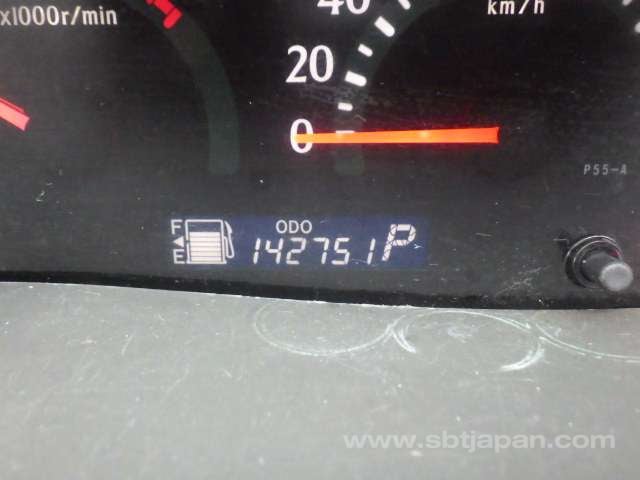 x1000r/min
40
km/h
20
0
P55-A
F
E
ODO
142751 P
www.sbtjapan.com